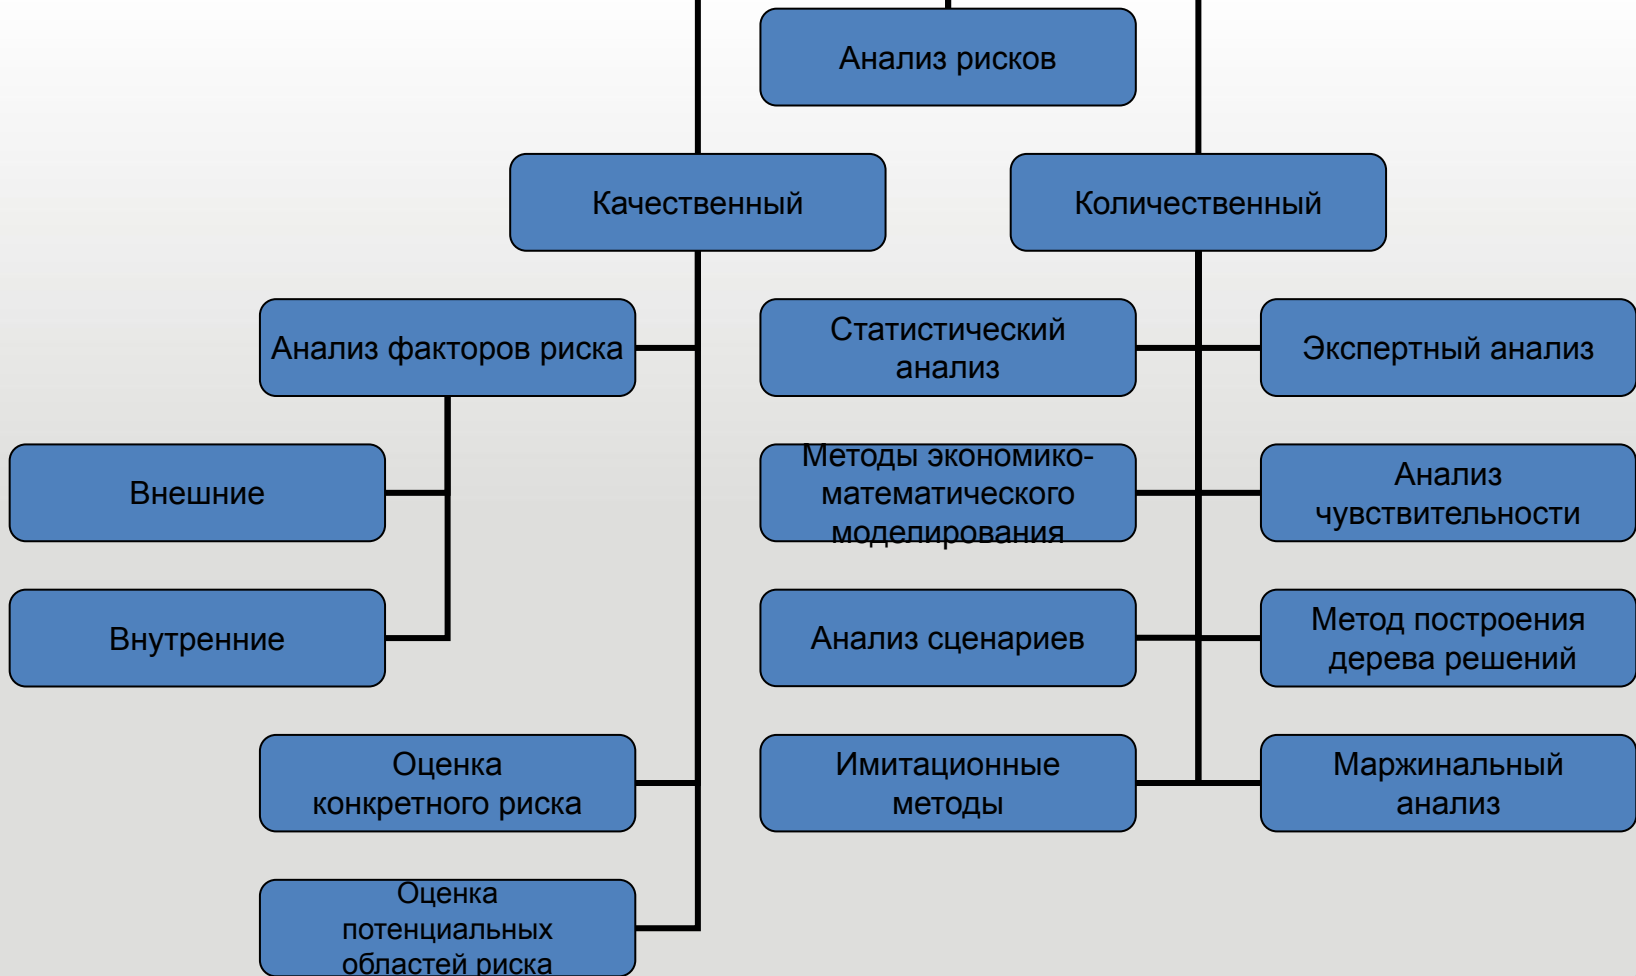 Анализ рисков
Качественный
Количественный
Анализ факторов риска
Статистический
анализ
Экспертный анализ
Внешние
Методы экономико-
математического
моделирования
Анализ
чувствительности
Внутренние
Анализ сценариев
Метод построения
дерева решений
Оценка
конкретного риска
Имитационные
методы
Маржинальный
анализ
Оценка
потенциальных
областей риска